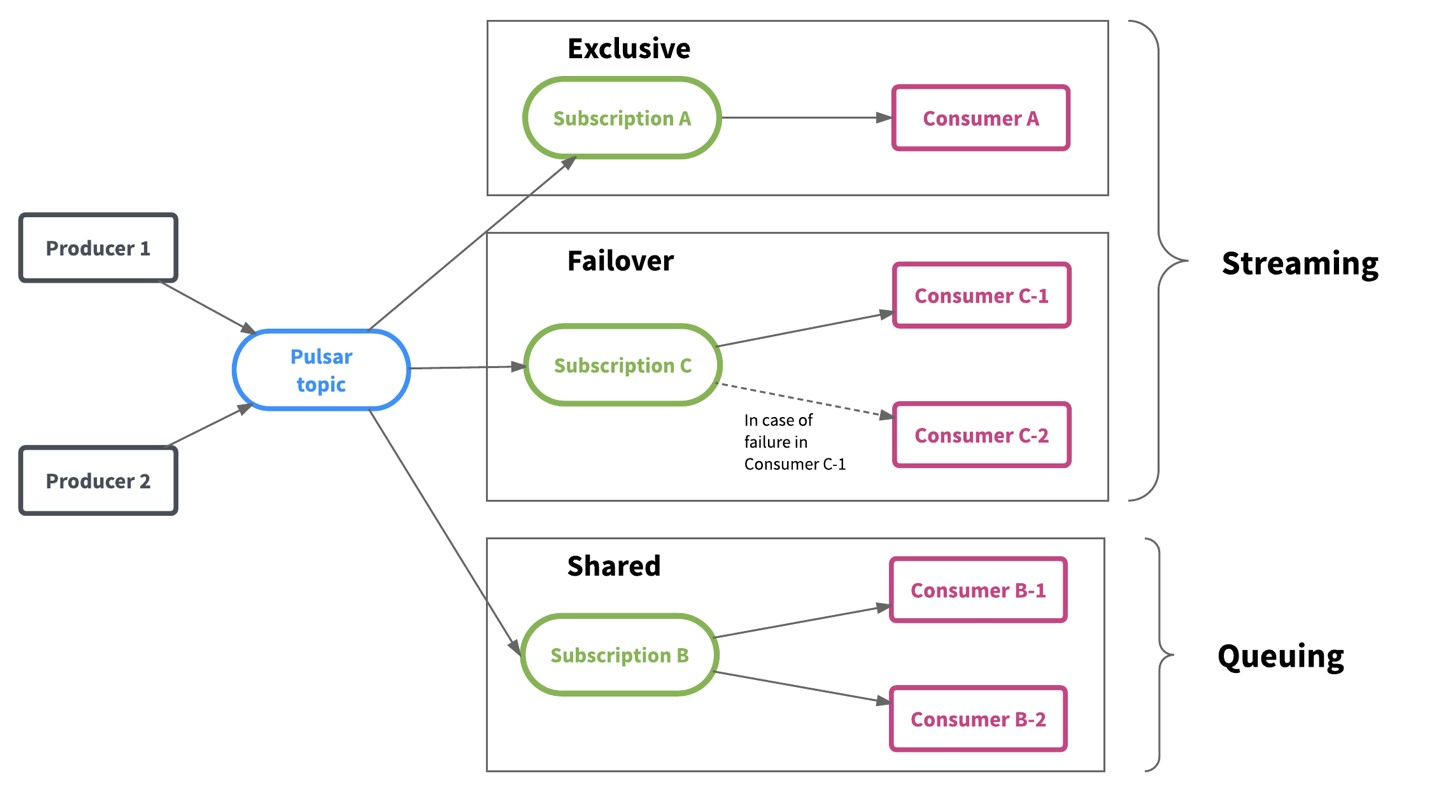 Exclusive
Subscription A
Consumer A
Producer 1
Failover
Streaming
Consumer C-1
Pulsar
topic
Subscription C
In case of
failure in
Consumer C-1
Consumer C-2
Producer 2
Shared
Consumer B-1
Subscription B
Queuing
Consumer B-2